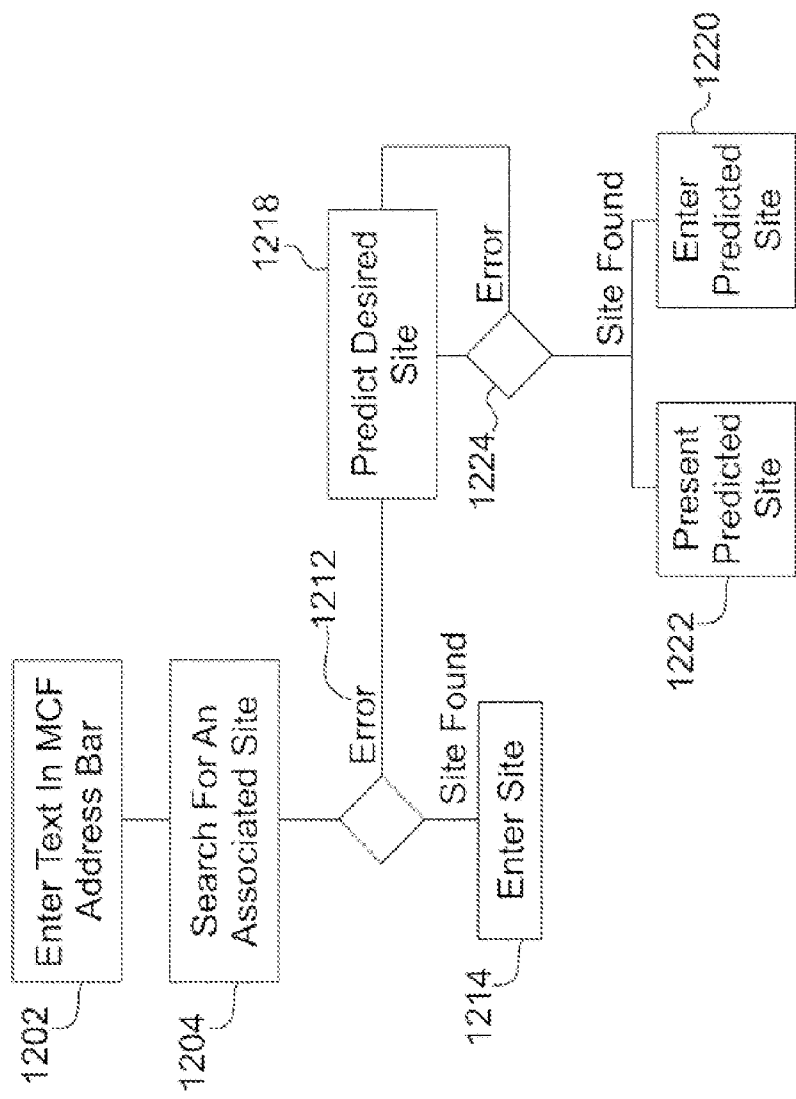 1202
Enter Text In MCF
Address Bar
1204
Search For An
Associated Site
Error
1212
Site Found
1214
Enter Site
1218
Predict Desired
Site
Error
1224
Site Found
1222
Present
Predicted
Site
1220
Enter
Predicted
Site